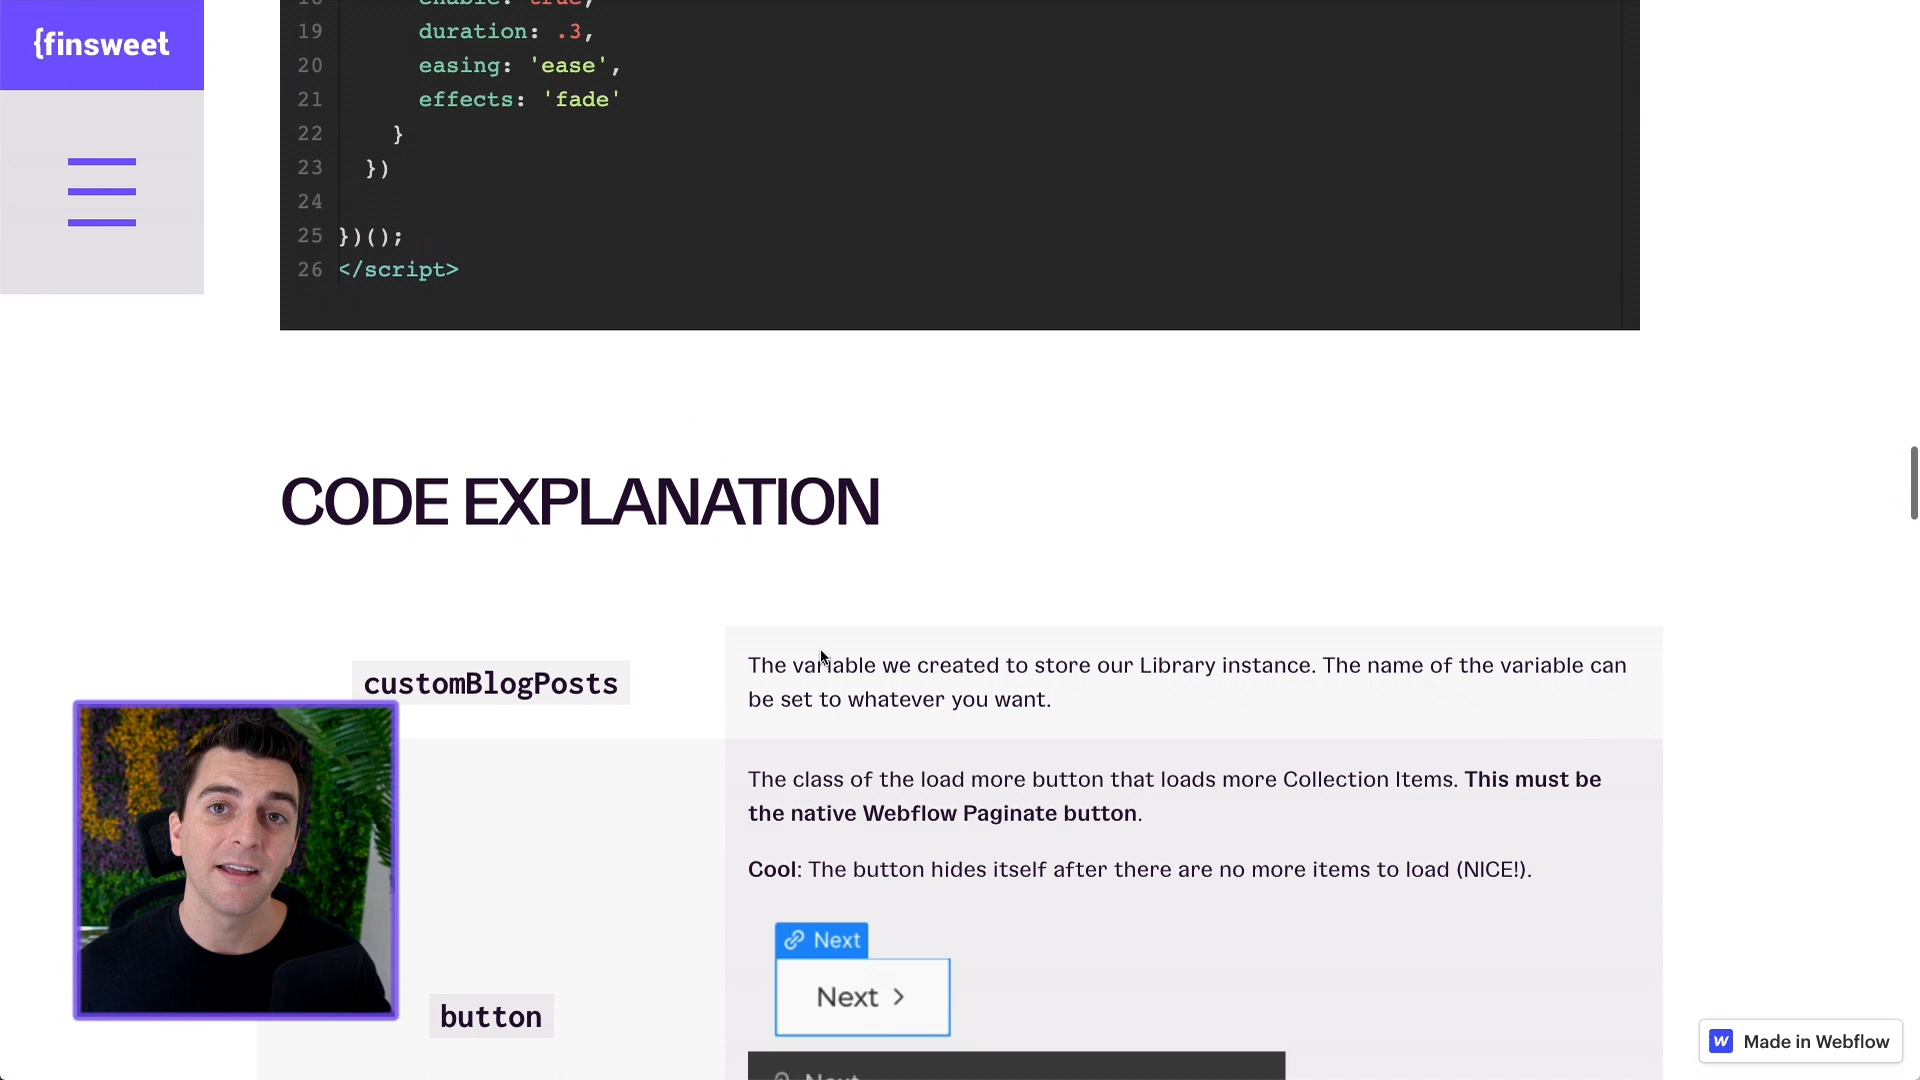 {finsweet
18 enable: true,
19 duration: .3,
20 easing: 'ease',
21 effects: 'fade'
22 }
23 })
24
25 })();
26 </script>
CODE EXPLANATION
customBlogPosts
The variable we created to store our Library instance. The name of the variable can
be set to whatever you want.
The class of the load more button that loads more Collection Items. This must be
the native Webflow Paginate button.
Cool: The button hides itself after there are no more items to load (NICE!).
Next
Next >
button
Next
Made in Webflow